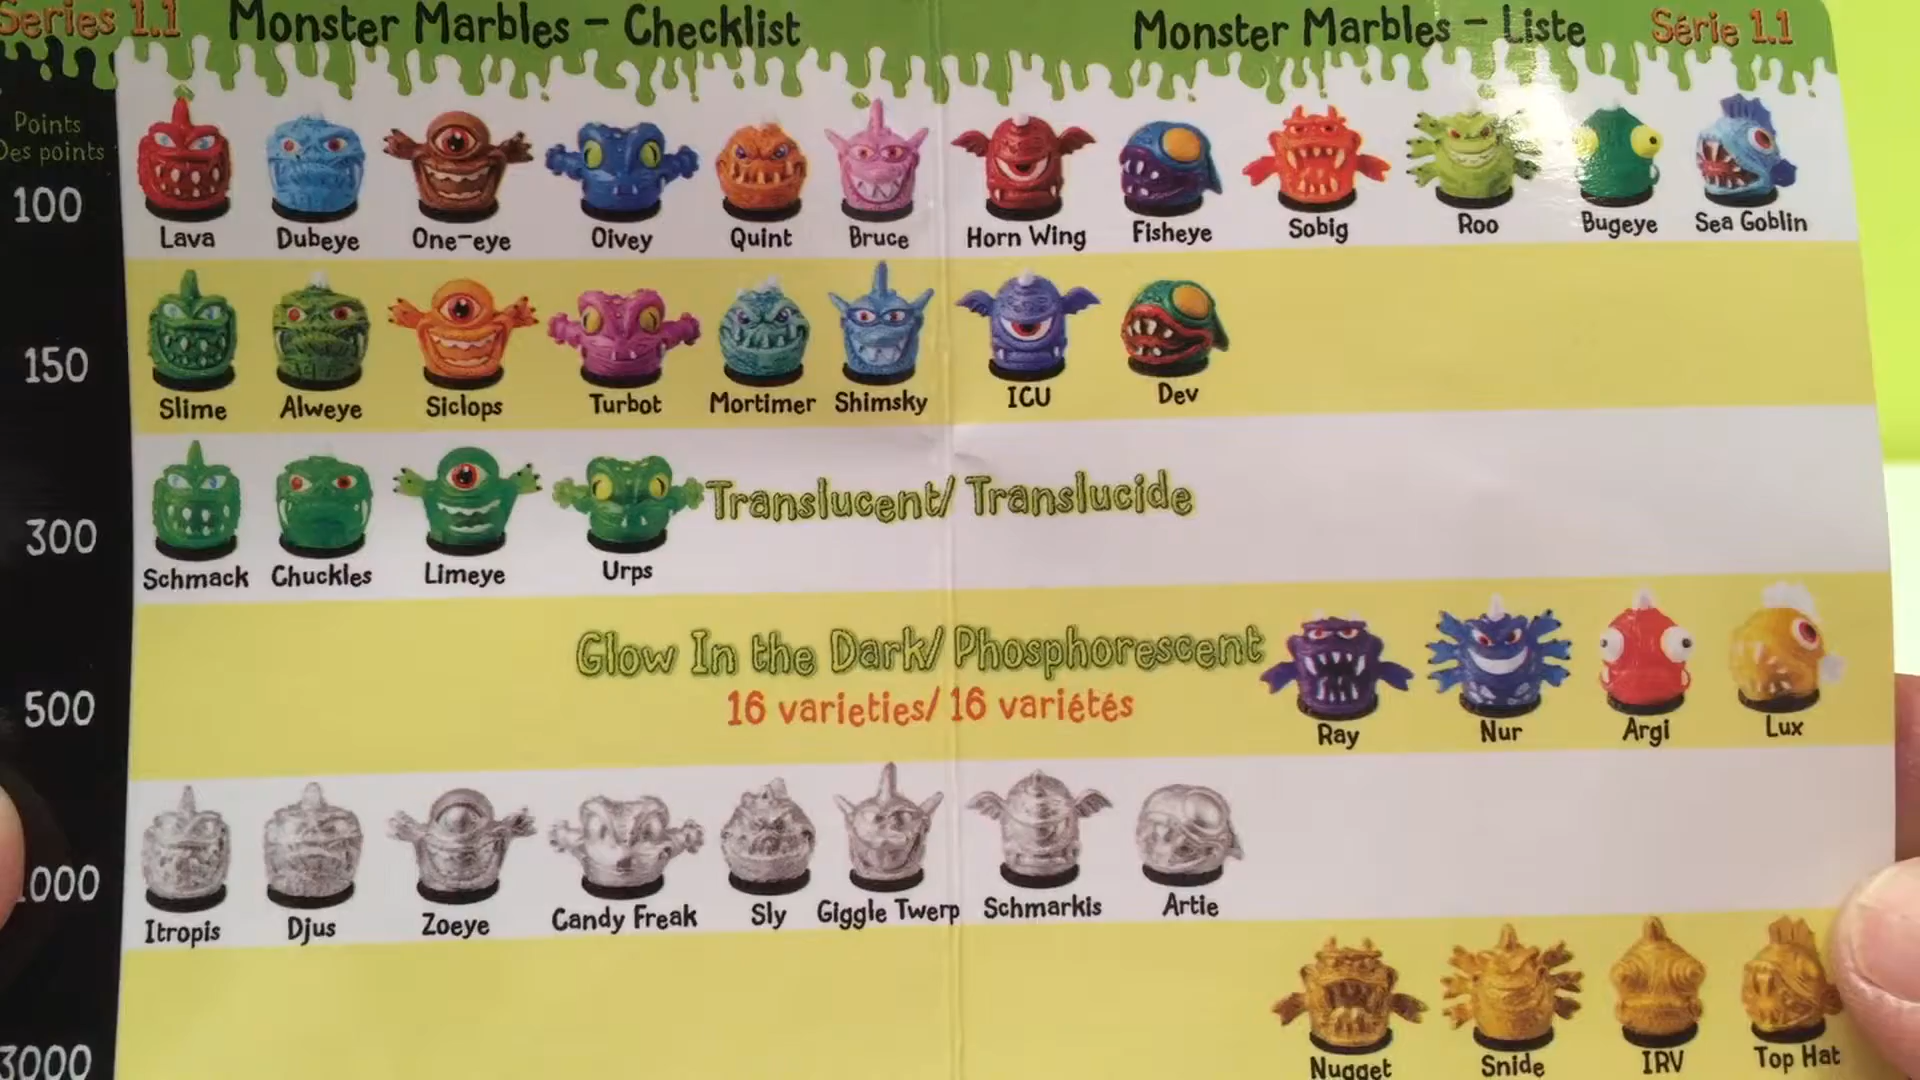 Series 1.1 Monster Marbles - Checklist Monster Marbles - Liste Série 1.1
Points
Des points
100
Lava Dubeye One-eye Oivey Quint Bruce Horn Wing Fisheye Sobig Roo Bugeye Sea Goblin
150
Slime Alweye Siclops Turbot Mortimer Shimsky ICU Dev
300
Translucent/ Translucide
Schmack Chuckles Limeye Urps
500
Glow In the Dark/ Phosphorescent
16 varieties/ 16 variétés
Ray Nur Argi Lux
1000
Itropis Djus Zoeye Candy Freak Sly Giggle Twerp Schmarkis Artie
3000
Nugget Snide IRV Top Hat